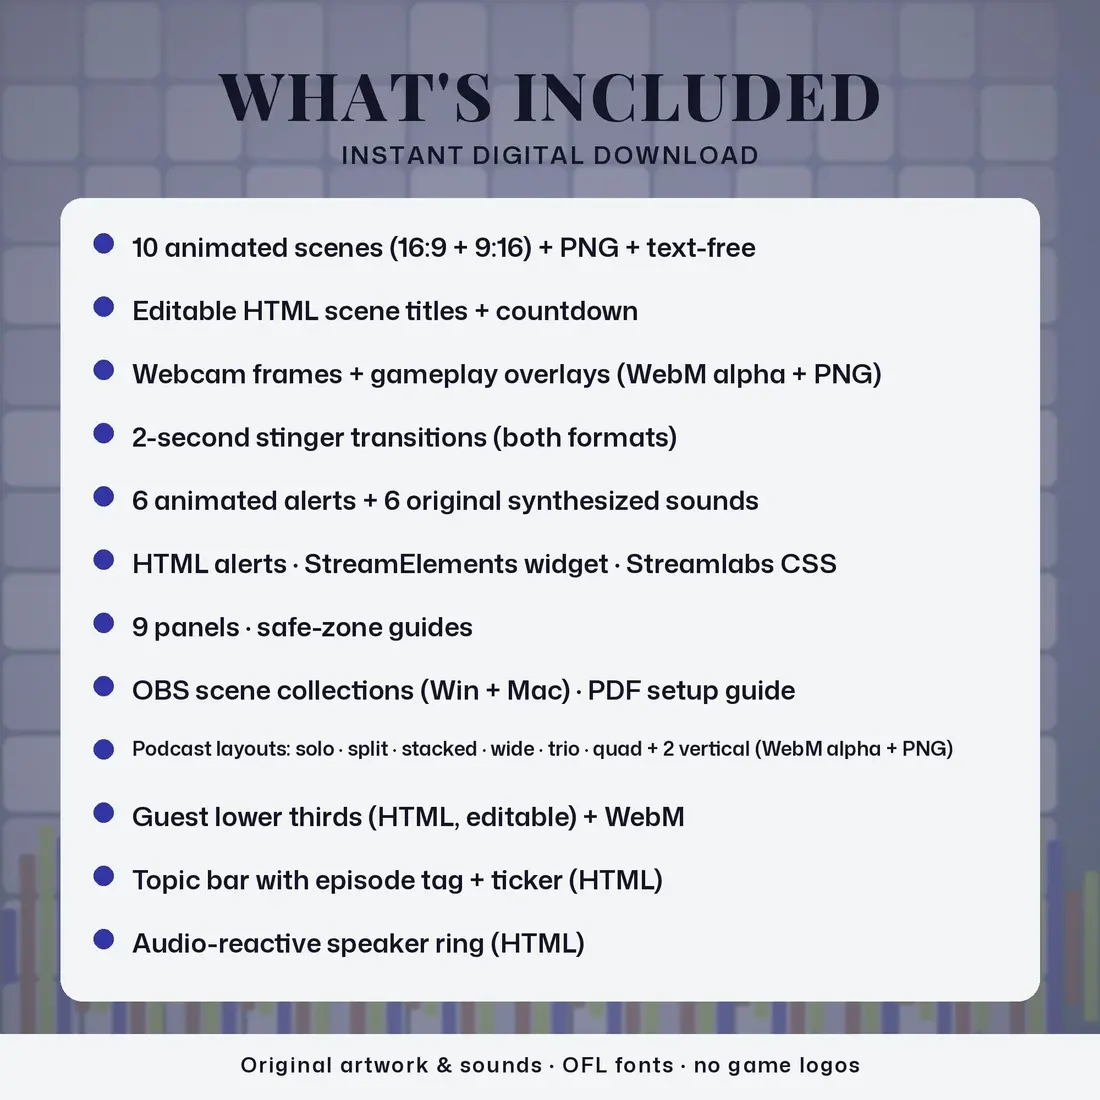 WHAT'S INCLUDED
INSTANT DIGITAL DOWNLOAD
10 animated scenes (16:9 + 9:16) + PNG + text-free
Editable HTML scene titles + countdown
Webcam frames + gameplay overlays (WebM alpha + PNG)
2-second stinger transitions (both formats)
6 animated alerts + 6 original synthesized sounds
HTML alerts · StreamElements widget · Streamlabs CSS
9 panels · safe-zone guides
OBS scene collections (Win + Mac) · PDF setup guide
Podcast layouts: solo · split · stacked · wide · trio · quad + 2 vertical (WebM alpha + PNG)
Guest lower thirds (HTML, editable) + WebM
Topic bar with episode tag + ticker (HTML)
Audio-reactive speaker ring (HTML)
Original artwork & sounds · OFL fonts · no game logos